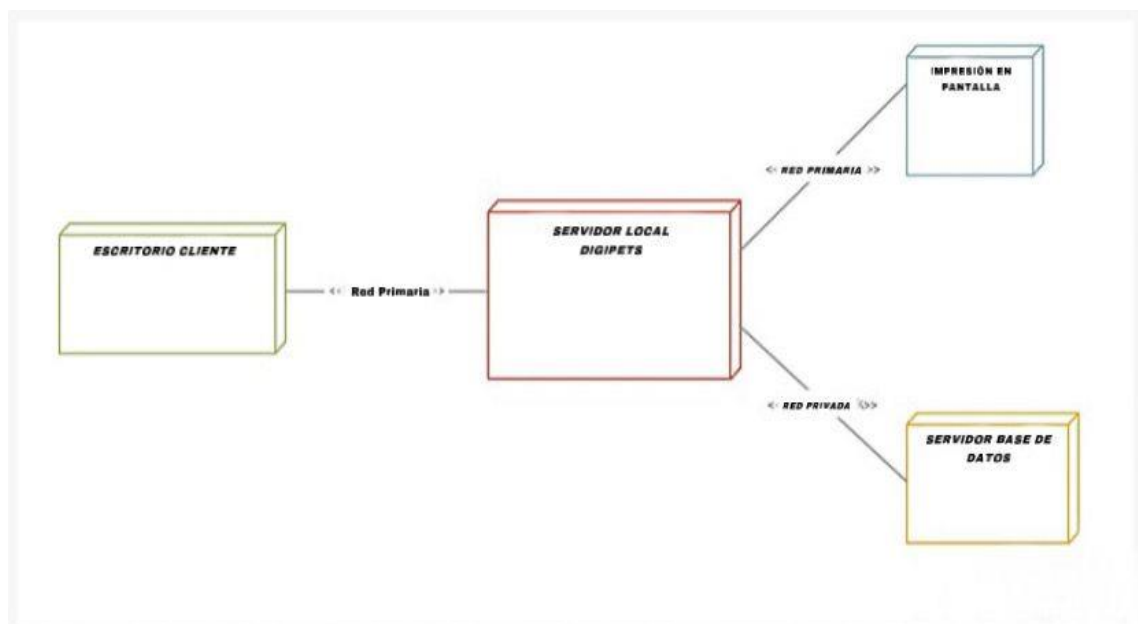 IMPRESIÓN EN
PANTALLA
<< RED PRIMARIA >>
SERVIDOR LOCAL
DIGIPETS
ESCRITORIO CLIENTE
<< Red Primaria >>
<< RED PRIVADA >>
SERVIDOR BASE DE
DATOS